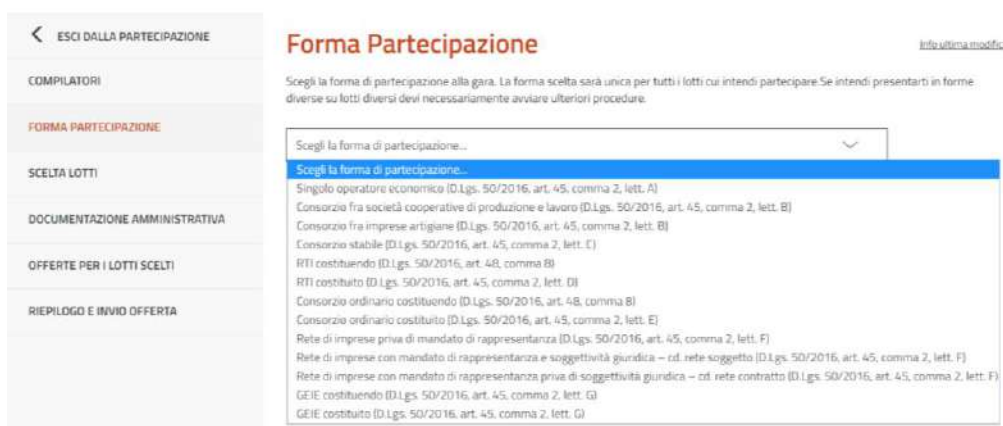 ESCI DALLA PARTECIPAZIONE
COMPILATORI
FORMA PARTECIPAZIONE
SCELTA LOTTI
DOCUMENTAZIONE AMMINISTRATIVA
OFFERTE PER I LOTTI SCELTI
RIEPILOGO E INVIO OFFERTA
Forma Partecipazione
Info ultima modific
Scegli la forma di partecipazione alla gara. La forma scelta sarà unica per tutti i lotti cui intendi partecipare.Se intendi presentarti in forme
diverse su lotti diversi devi necessariamente avviare ulteriori procedure.
Scegli la forma di partecipazione...
Scegli la forma di partecipazione...
Singolo operatore economico (D.Lgs. 50/2016, art. 45, comma 2, lett. A)
Consorzio fra società cooperative di produzione e lavoro (D.Lgs. 50/2016, art. 45, comma 2, lett. B)
Consorzio fra imprese artigiane (D.Lgs. 50/2016, art. 45, comma 2, lett. B)
Consorzio stabile (D.Lgs. 50/2016, art. 45, comma 2, lett. C)
RTI costituendo (D.Lgs. 50/2016, art. 48, comma 8)
RTI costituito (D.Lgs. 50/2016, art. 45, comma 2, lett. D)
Consorzio ordinario costituendo (D.Lgs. 50/2016, art. 48, comma 8)
Consorzio ordinario costituito (D.Lgs. 50/2016, art. 45, comma 2, lett. E)
Rete di imprese priva di mandato di rappresentanza (D.Lgs. 50/2016, art. 45, comma 2, lett. F)
Rete di imprese con mandato di rappresentanza e soggettività giuridica – cd. rete soggetto (D.Lgs. 50/2016, art. 45, comma 2, lett. F)
Rete di imprese con mandato di rappresentanza priva di soggettività giuridica – cd. rete contratto (D.Lgs. 50/2016, art. 45, comma 2, lett. F)
GEIE costituendo (D.Lgs. 50/2016, art. 45, comma 2, lett. G)
GEIE costituito (D.Lgs. 50/2016, art. 45, comma 2, lett. G)